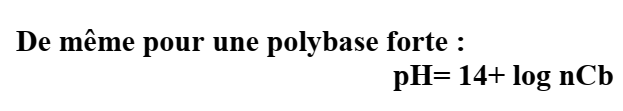 De même pour une polybase forte :
pH= 14+ log nCb